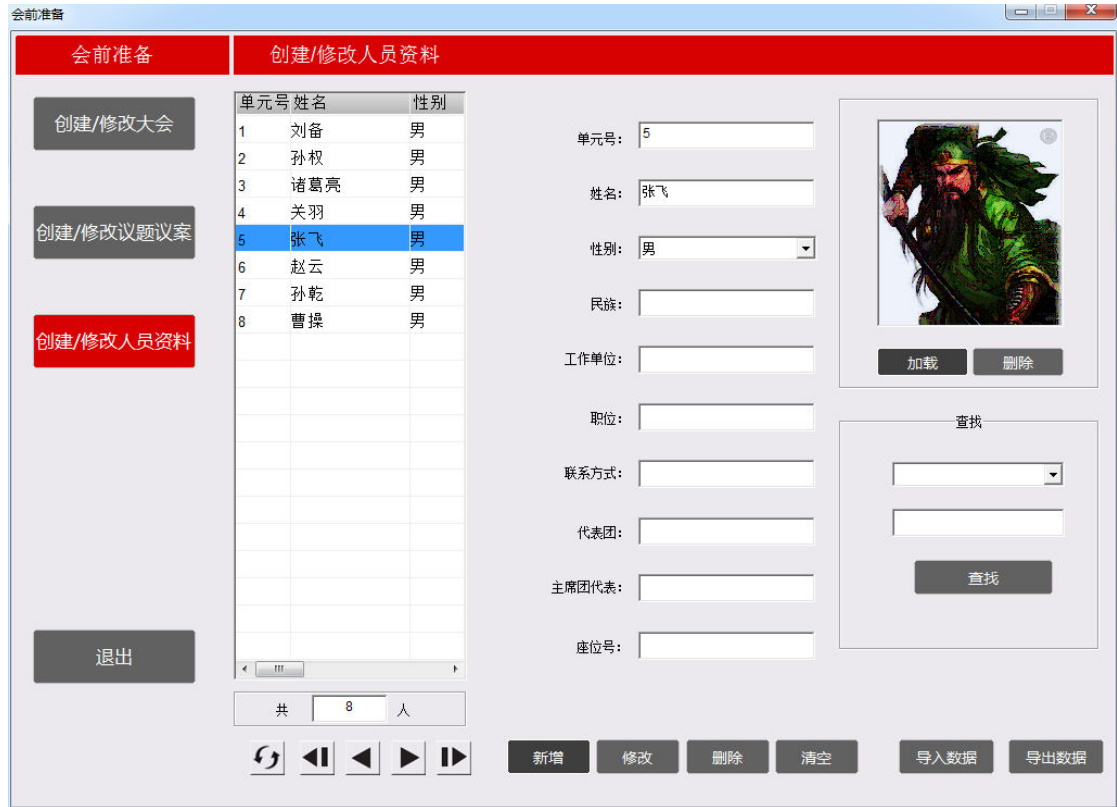 会前准备
会前准备
创建/修改人员资料
创建/修改大会
创建/修改议题议案
创建/修改人员资料
退出
单元号 姓名 性别
1 刘备 男
2 孙权 男
3 诸葛亮 男
4 关羽 男
5 张飞 男
6 赵云 男
7 孙乾 男
8 曹操 男
共 8 人
单元号: 5
姓名: 张飞
性别: 男
民族:
工作单位:
职位:
联系方式:
代表团:
主席团代表:
座位号:
加载 删除
查找
查找
新增 修改 删除 清空 导入数据 导出数据